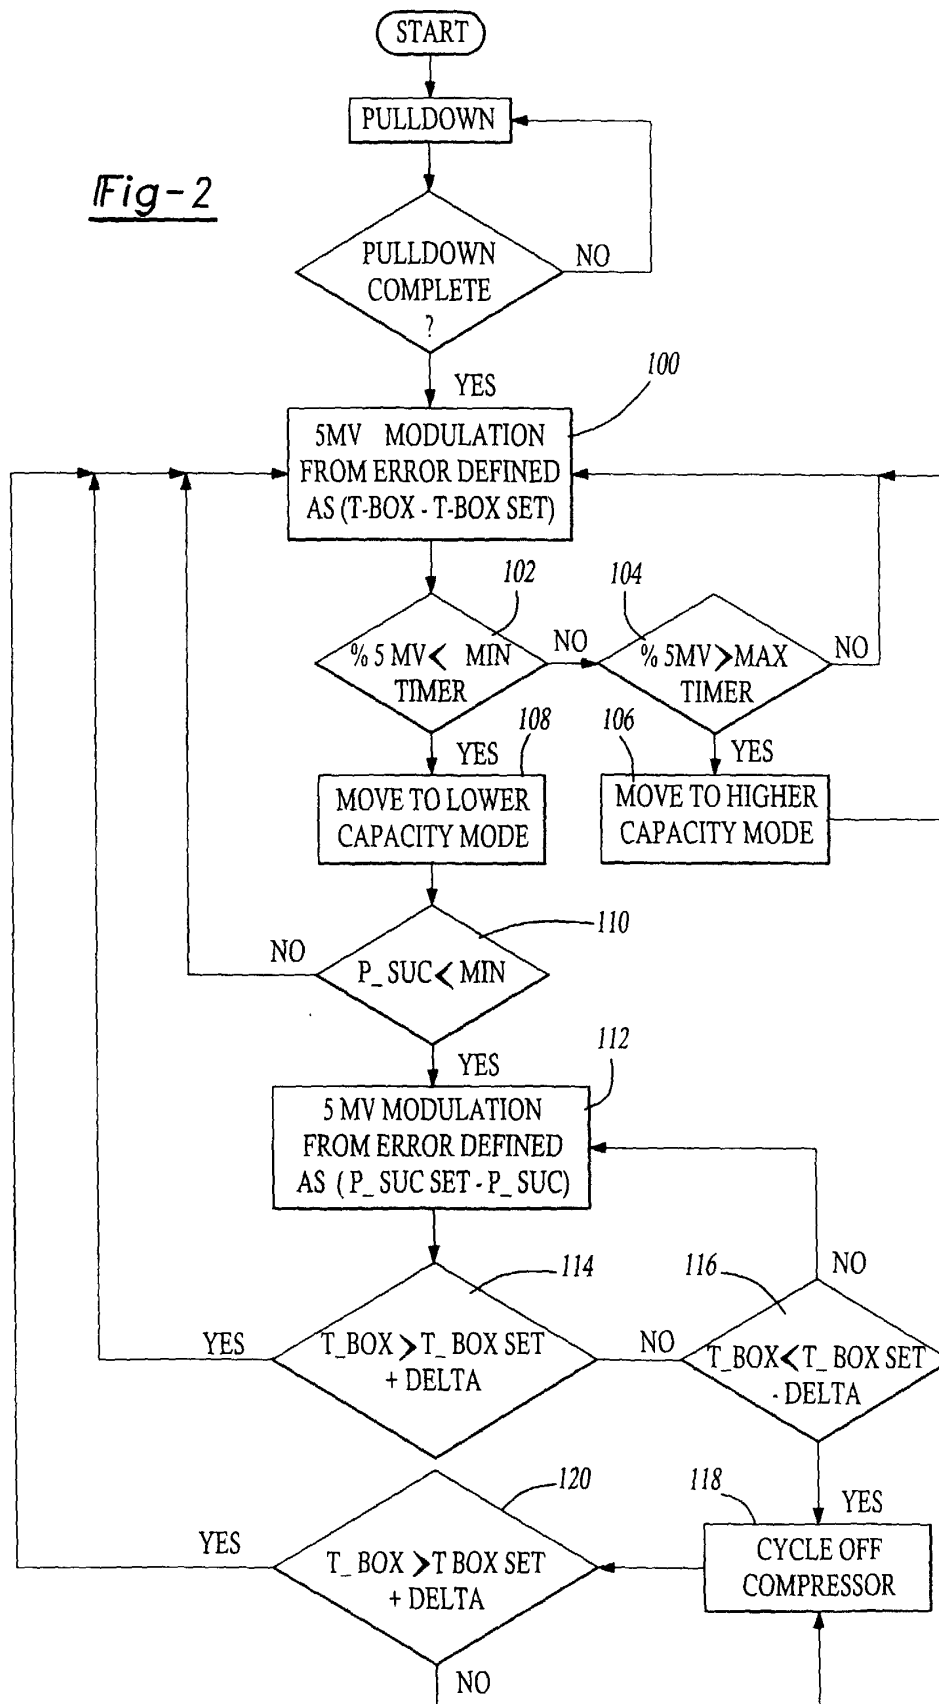 START
PULLDOWN
Fig-2
PULLDOWN
COMPLETE
?
NO
YES
100
5MV MODULATION
FROM ERROR DEFINED
AS (T-BOX - T-BOX SET)
102
% 5 MV < MIN
TIMER
NO
104
% 5MV > MAX
TIMER
NO
YES
108
MOVE TO LOWER
CAPACITY MODE
YES
106
MOVE TO HIGHER
CAPACITY MODE
110
P_ SUC < MIN
NO
YES
112
5 MV MODULATION
FROM ERROR DEFINED
AS ( P_ SUC SET - P_ SUC)
114
T_BOX > T_ BOX SET
+ DELTA
YES
NO
116
T_BOX < T_ BOX SET
- DELTA
NO
YES
118
CYCLE OFF
COMPRESSOR
120
T_ BOX > T BOX SET
+ DELTA
YES
NO